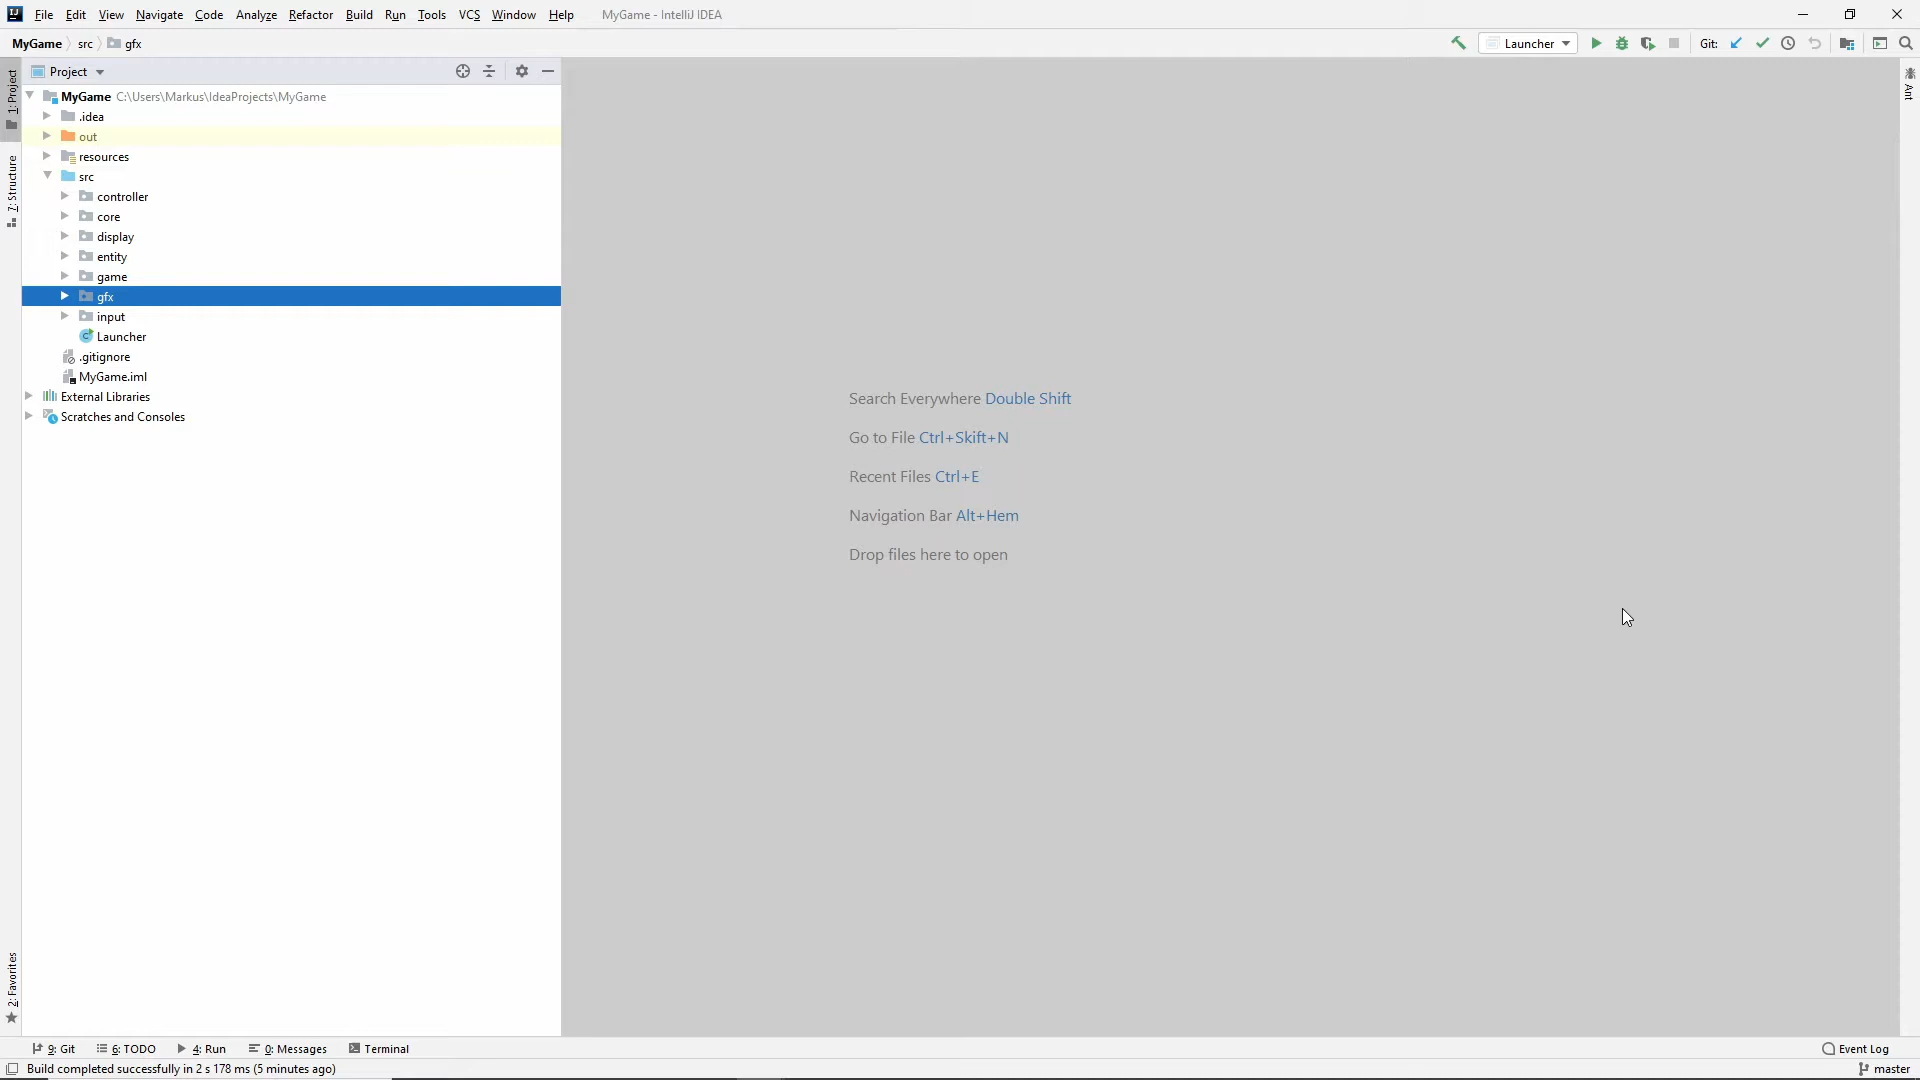 File Edit View Navigate Code Analyze Refactor Build Run Tools VCS Window Help MyGame - IntelliJ IDEA
MyGame src gfx Launcher Git:
Project
MyGame C:\Users\Markus\IdeaProjects\MyGame
.idea
out
resources
src
controller
core
display
entity
game
gfx
input
Launcher
.gitignore
MyGame.iml
External Libraries
Scratches and Consoles
1: Project
7: Structure
2: Favorites
Search Everywhere Double Shift
Go to File Ctrl+Skift+N
Recent Files Ctrl+E
Navigation Bar Alt+Hem
Drop files here to open
Ant
9: Git 6: TODO 4: Run 0: Messages Terminal Event Log
Build completed successfully in 2 s 178 ms (5 minutes ago) master